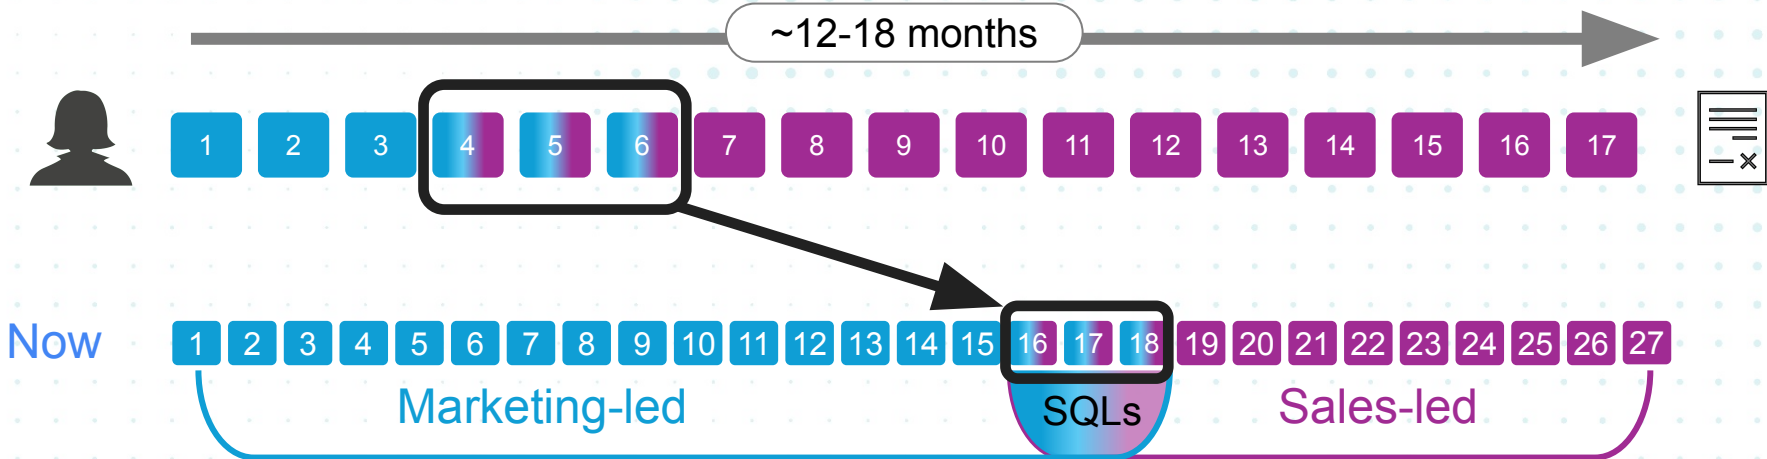 ~12-18 months
1 2 3 4 5 6 7 8 9 10 11 12 13 14 15 16 17
Now 1 2 3 4 5 6 7 8 9 10 11 12 13 14 15 16 17 18 19 20 21 22 23 24 25 26 27
Marketing-led SQLs Sales-led